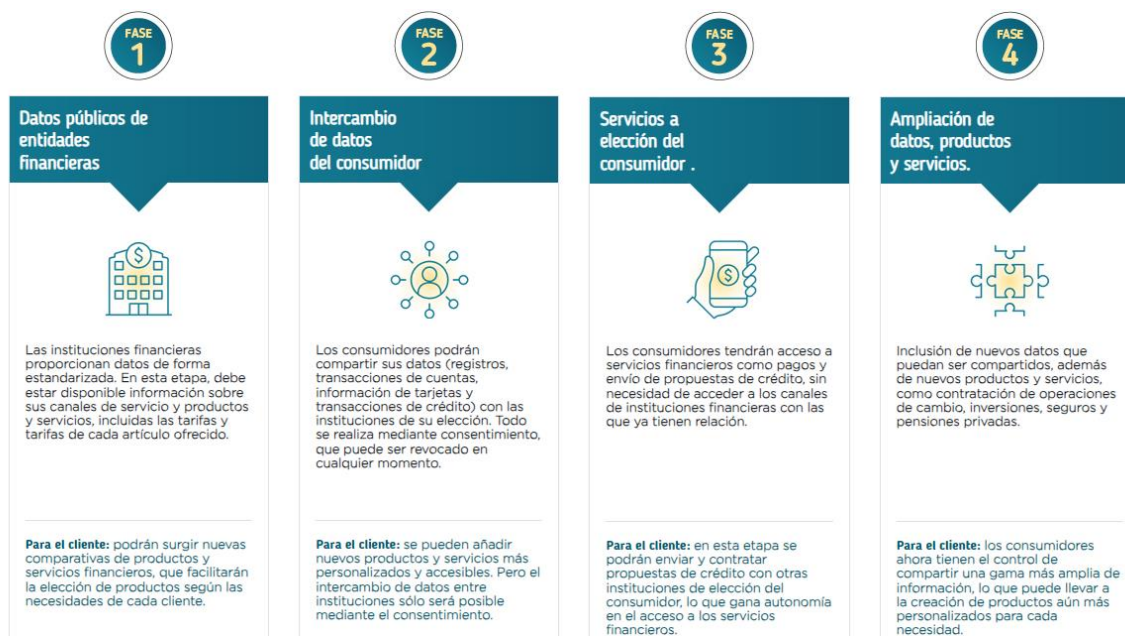 FASE
1
Datos públicos de
entidades
financieras
Las instituciones financieras
proporcionan datos de forma
estandarizada. En esta etapa, debe
estar disponible información sobre
sus canales de servicio y productos
y servicios, incluidas las tarifas y
tarifas de cada artículo ofrecido.
Para el cliente: podrán surgir nuevas
comparativas de productos y
servicios financieros, que facilitarán
la elección de productos según las
necesidades de cada cliente.
FASE
2
Intercambio
de datos
del consumidor
Los consumidores podrán
compartir sus datos (registros,
transacciones de cuentas,
información de tarjetas y
transacciones de crédito) con las
instituciones de su elección. Todo
se realiza mediante consentimiento,
que puede ser revocado en
cualquier momento.
Para el cliente: se pueden añadir
nuevos productos y servicios más
personalizados y accesibles. Pero el
intercambio de datos entre
instituciones sólo será posible
mediante el consentimiento.
FASE
3
Servicios a
elección del
consumidor .
$
Los consumidores tendrán acceso a
servicios financieros como pagos y
envío de propuestas de crédito, sin
necesidad de acceder a los canales
de instituciones financieras con las
que ya tienen relación.
Para el cliente: en esta etapa se
podrán enviar y contratar
propuestas de crédito con otras
instituciones de elección del
consumidor, lo que gana autonomía
en el acceso a los servicios
financieros.
FASE
4
Ampliación de
datos, productos
y servicios.
Inclusión de nuevos datos que
puedan ser compartidos, además
de nuevos productos y servicios,
como contratación de operaciones
de cambio, inversiones, seguros y
pensiones privadas.
Para el cliente: los consumidores
ahora tienen el control de
compartir una gama más amplia de
información, lo que puede llevar a
la creación de productos aún más
personalizados para cada
necesidad.